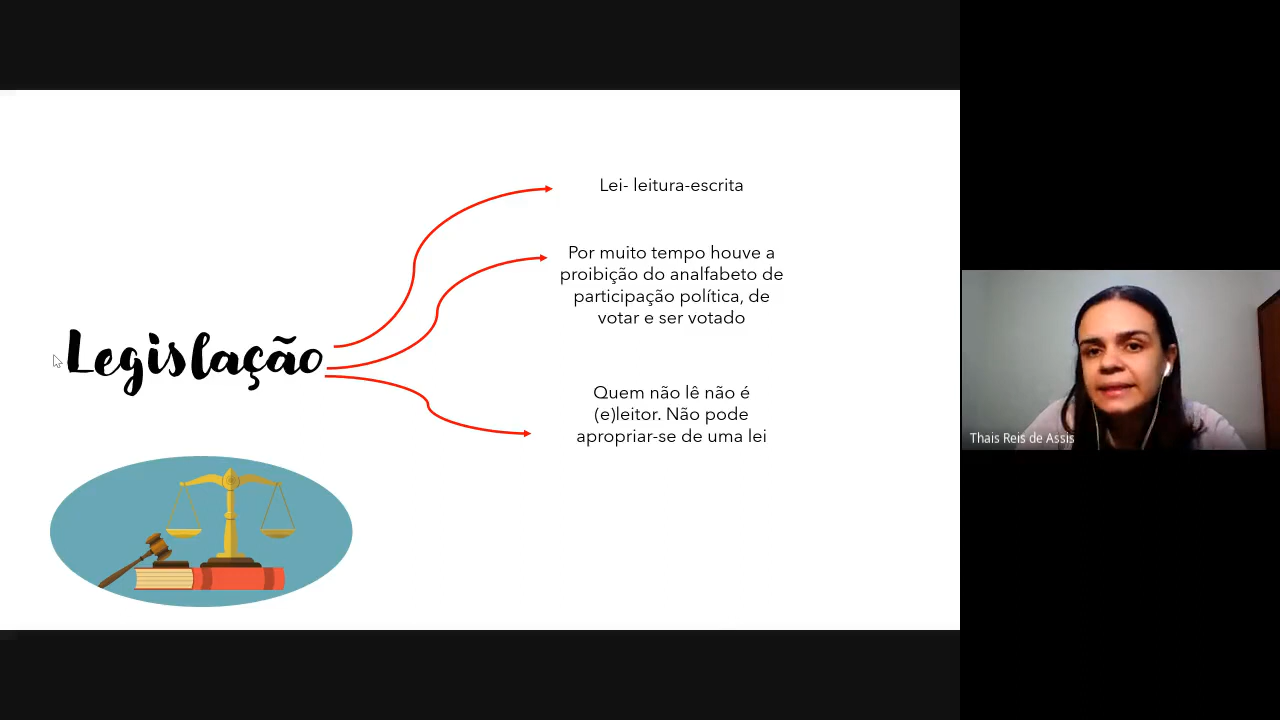 Lei- leitura-escrita
Por muito tempo houve a
proibição do analfabeto de
participação política, de
votar e ser votado
Legislação
Quem não lê não é
(e)leitor. Não pode
apropriar-se de uma lei
Thais Reis de Assis